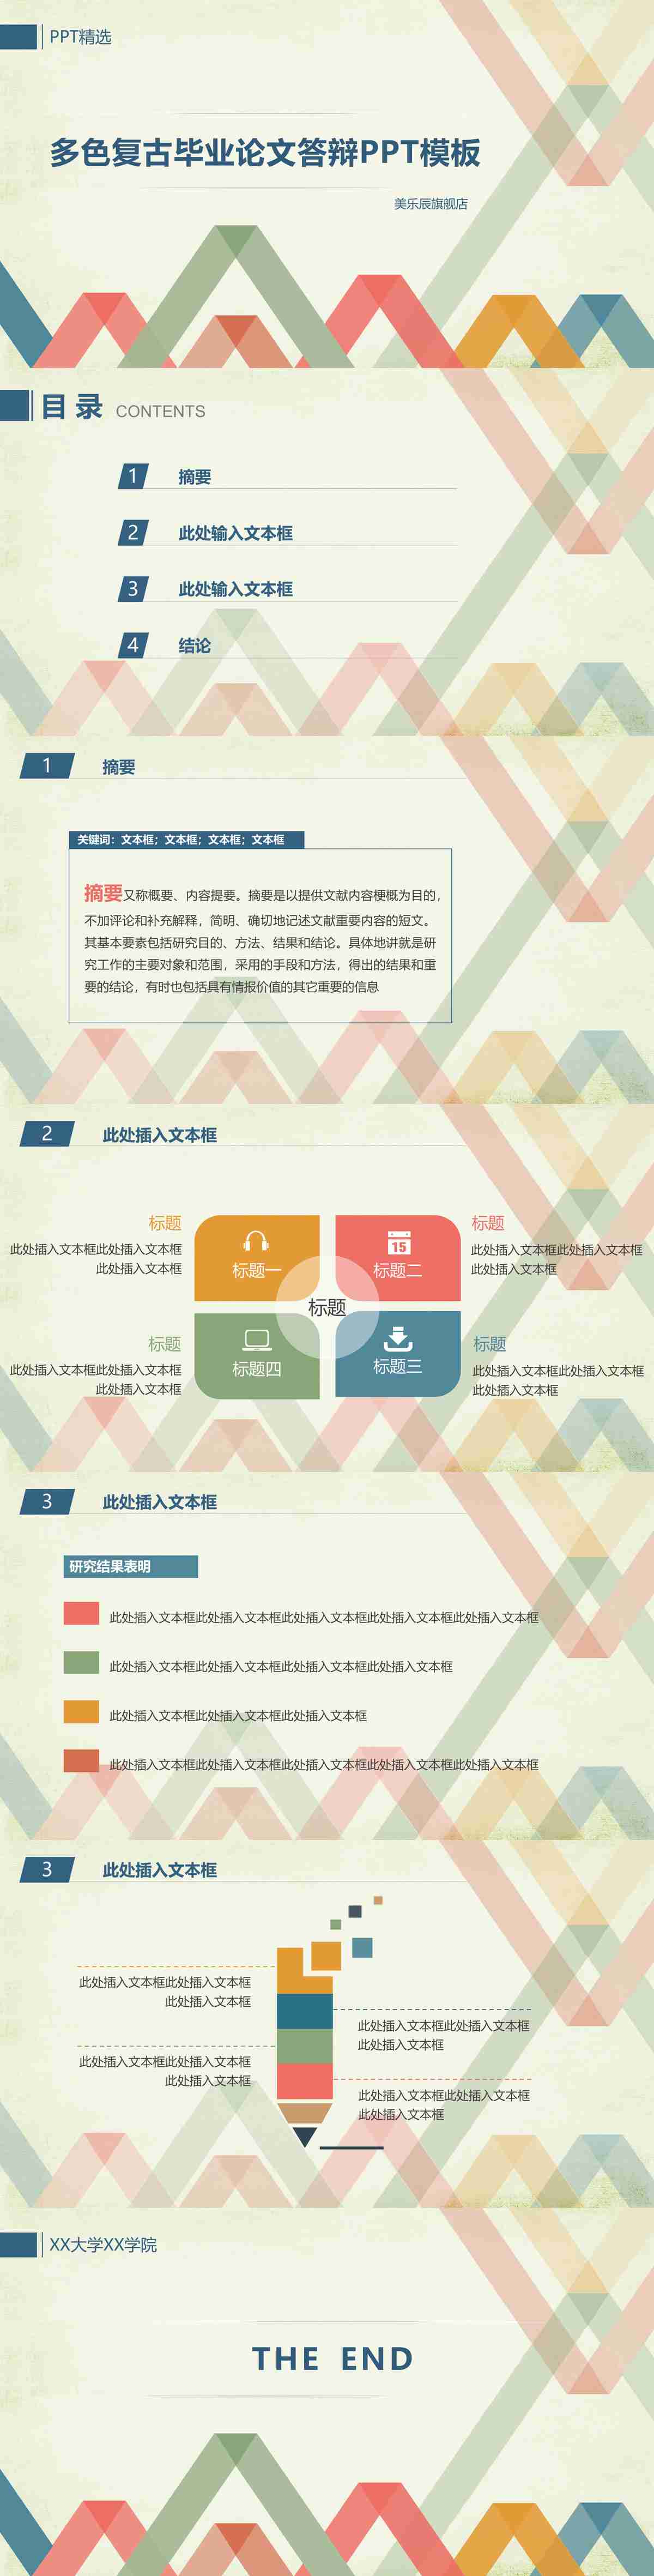 PPT精选
多色复古毕业论文答辩PPT模板
美乐辰旗舰店
目 录 CONTENTS
1 摘要
2 此处输入文本框
3 此处输入文本框
4 结论
1 摘要
关键词：文本框；文本框；文本框；文本框
摘要又称概要、内容提要。摘要是以提供文献内容梗概为目的，
不加评论和补充解释，简明、确切地记述文献重要内容的短文。
其基本要素包括研究目的、方法、结果和结论。具体地讲就是研
究工作的主要对象和范围，采用的手段和方法，得出的结果和重
要的结论，有时也包括具有情报价值的其它重要的信息
2 此处插入文本框
标题
此处插入文本框此处插入文本框
此处插入文本框
标题一
15
标题二
标题
此处插入文本框此处插入文本框
此处插入文本框
标题
标题
此处插入文本框此处插入文本框
此处插入文本框
标题四
标题三
标题
此处插入文本框此处插入文本框
此处插入文本框
3 此处插入文本框
研究结果表明
此处插入文本框此处插入文本框此处插入文本框此处插入文本框此处插入文本框
此处插入文本框此处插入文本框此处插入文本框此处插入文本框
此处插入文本框此处插入文本框此处插入文本框
此处插入文本框此处插入文本框此处插入文本框此处插入文本框此处插入文本框
3 此处插入文本框
此处插入文本框此处插入文本框
此处插入文本框
此处插入文本框此处插入文本框
此处插入文本框
此处插入文本框此处插入文本框
此处插入文本框
此处插入文本框此处插入文本框
此处插入文本框
XX大学XX学院
THE END